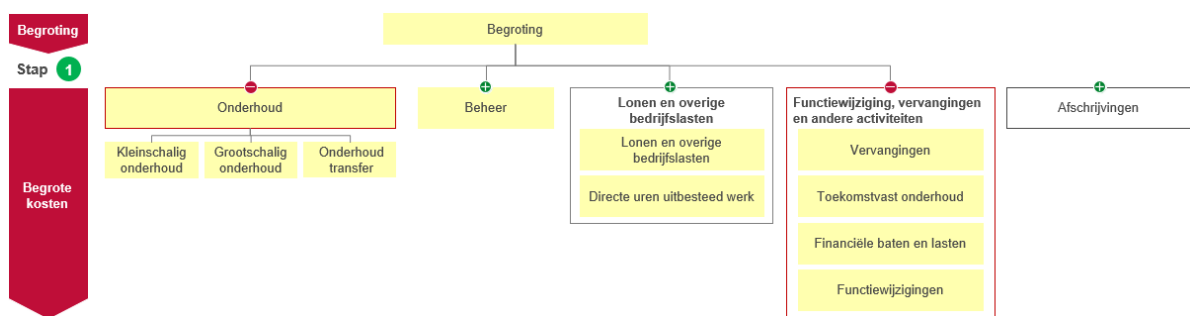 Begroting
Begroting
Stap 1
Onderhoud
Beheer
Lonen en overige
bedrijfslasten
Functiewijziging, vervangingen
en andere activiteiten
Afschrijvingen
Kleinschalig
onderhoud
Grootschalig
onderhoud
Onderhoud
transfer
Lonen en overige
bedrijfslasten
Directe uren uitbesteed werk
Vervangingen
Toekomstvast onderhoud
Financiële baten en lasten
Functiewijzigingen
Begrote
kosten